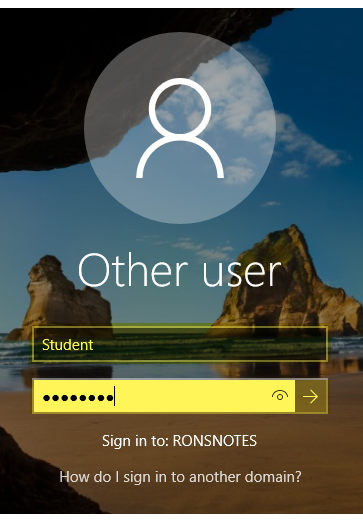 Other user
Student
●●●●●●●●
Sign in to: RONSNOTES
How do I sign in to another domain?